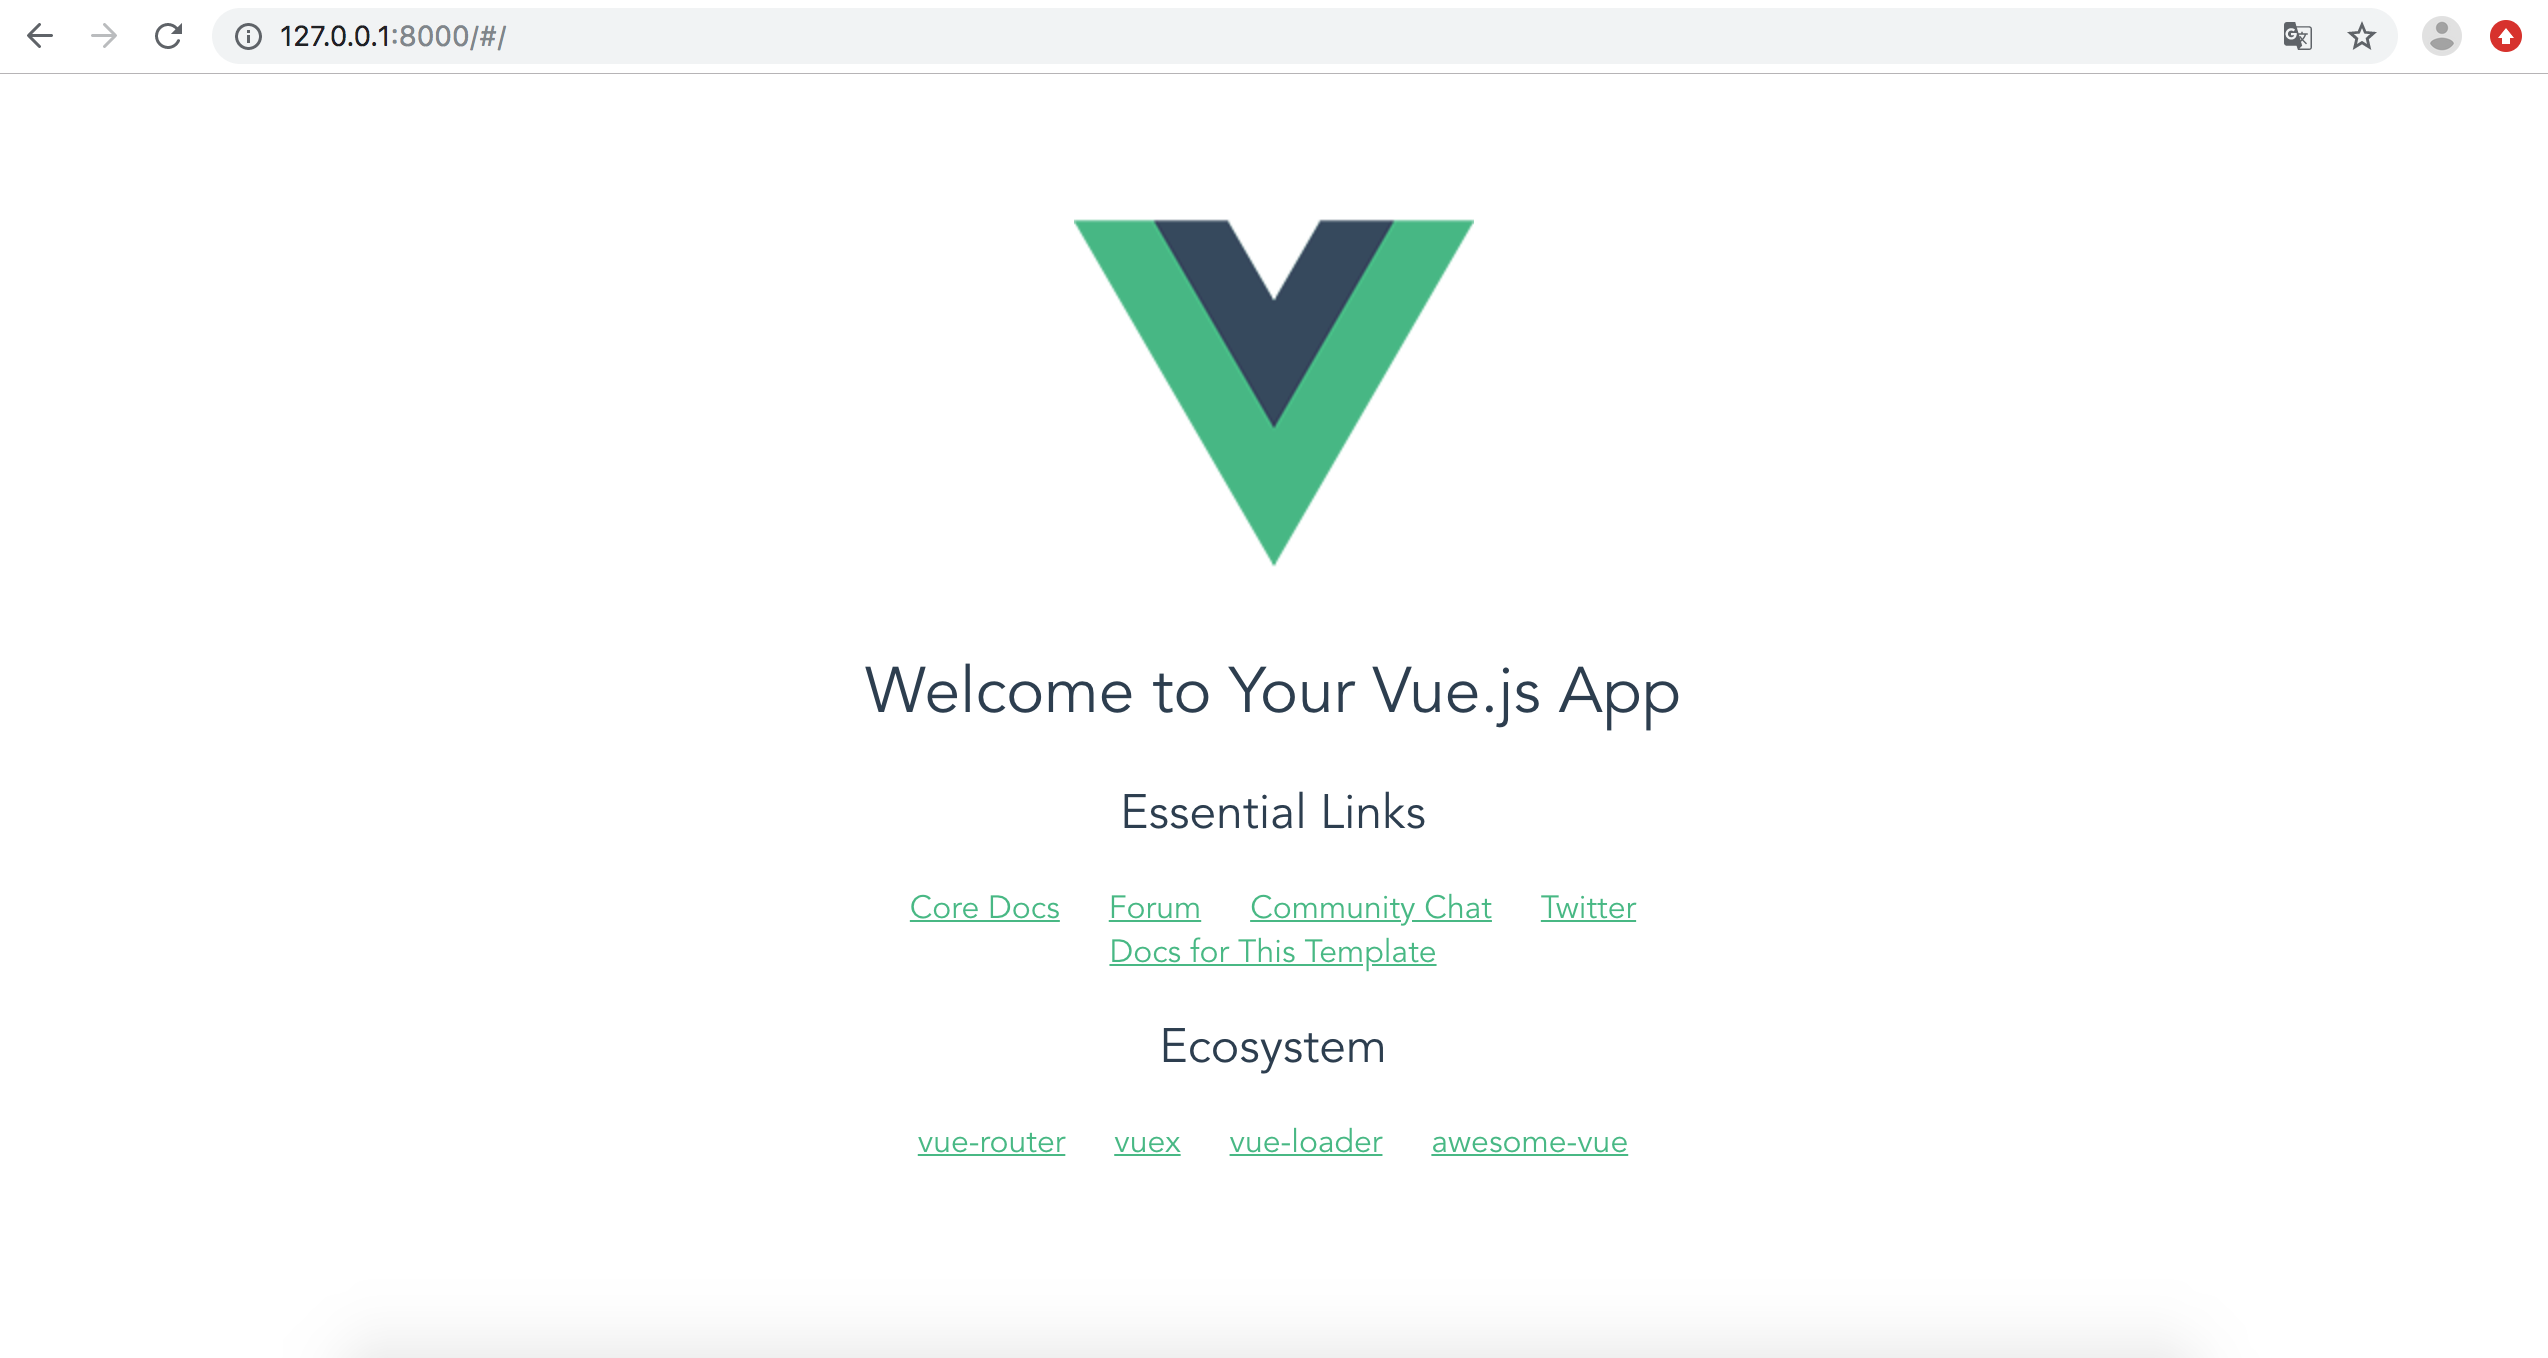 127.0.0.1:8000/#/
Welcome to Your Vue.js App
Essential Links
Core Docs Forum Community Chat Twitter
Docs for This Template
Ecosystem
vue-router vuex vue-loader awesome-vue